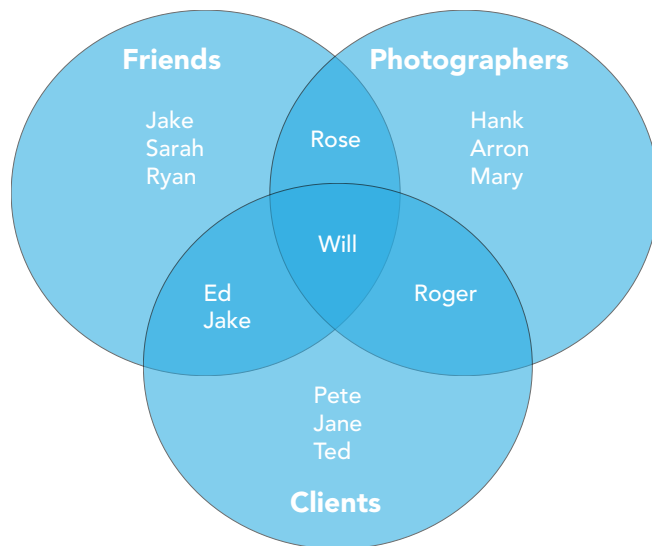 Friends
Photographers
Jake
Sarah
Ryan
Rose
Hank
Arron
Mary
Will
Ed
Jake
Roger
Pete
Jane
Ted
Clients